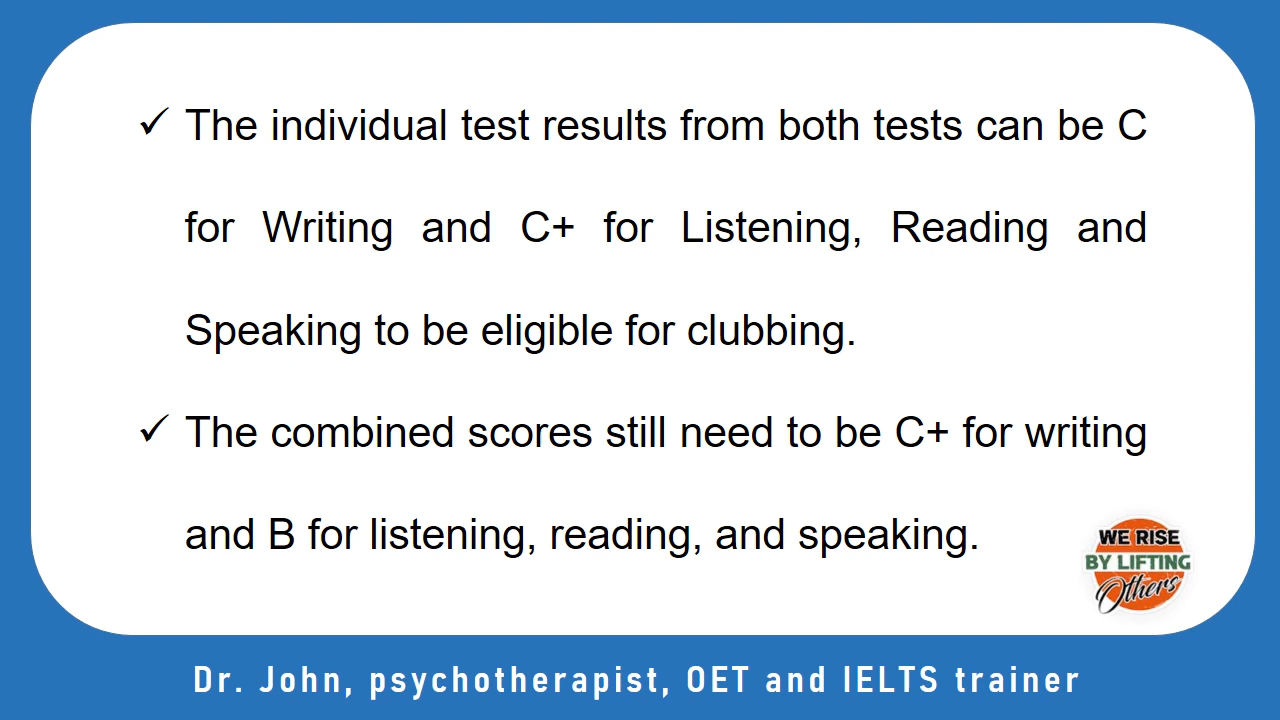 ✓ The individual test results from both tests can be C
for Writing and C+ for Listening, Reading and
Speaking to be eligible for clubbing.
✓ The combined scores still need to be C+ for writing
and B for listening, reading, and speaking.
WE RISE
BY LIFTING
Others
Dr. John, psychotherapist, OET and IELTS trainer